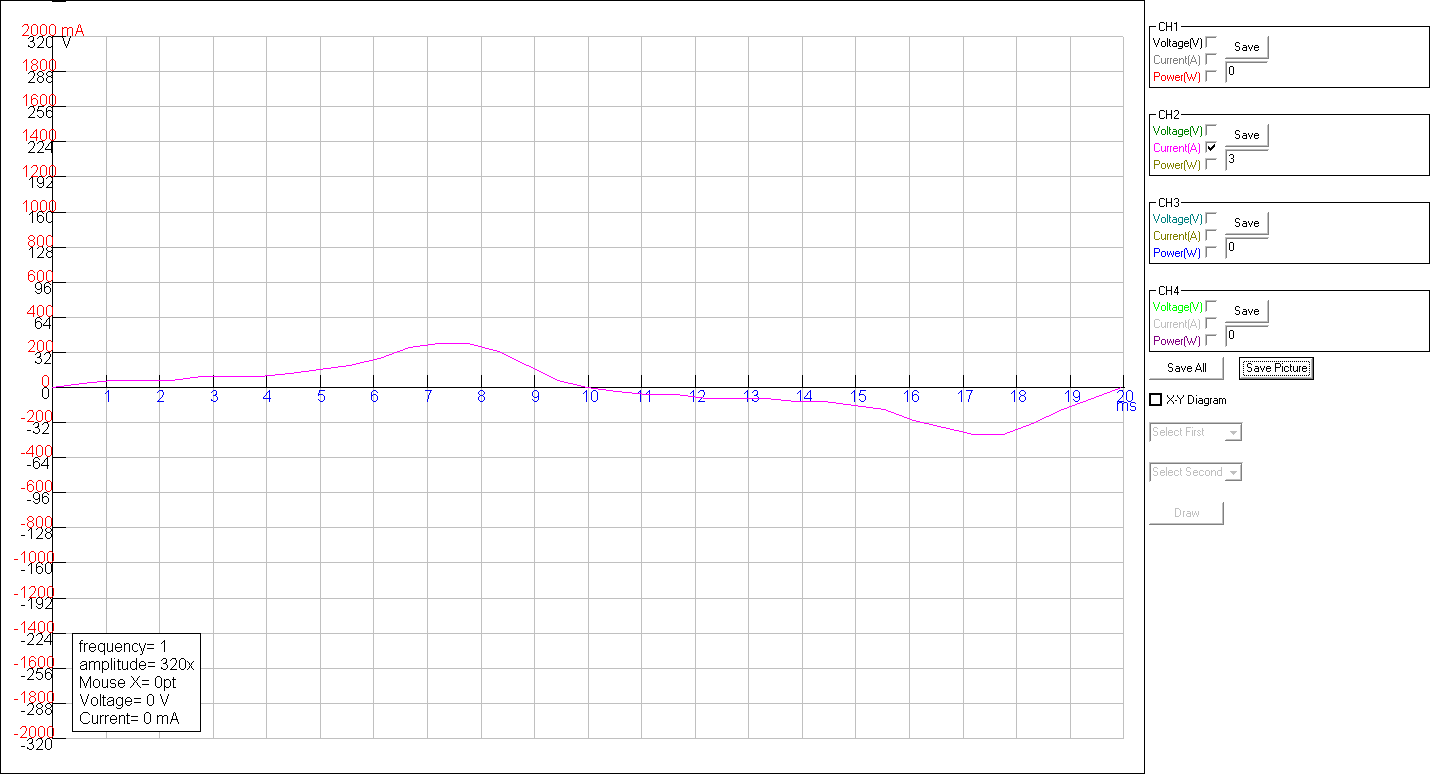 2000 mA
320 V
1800
288
1600
256
1400
224
1200
192
1000
160
800
128
600
96
400
64
200
32
0
0
1 2 3 4 5 6 7 8 9 10 11 12 13 14 15 16 17 18 19 20
ms
-200
-32
-400
-64
-600
-96
-800
-128
-1000
-160
-1200
-192
-1400
-224
-1600
-256
-1800
-288
-2000
-320
frequency= 1
amplitude= 320x
Mouse X= 0pt
Voltage= 0 V
Current= 0 mA
CH1
Voltage(V) Save
Current(A)
0
Power(W)
CH2
Voltage(V) Save
Current(A)
3
Power(W)
CH3
Voltage(V) Save
Current(A)
0
Power(W)
CH4
Voltage(V) Save
Current(A)
0
Power(W)
Save All Save Picture
X-Y Diagram
Select First
Select Second
Draw